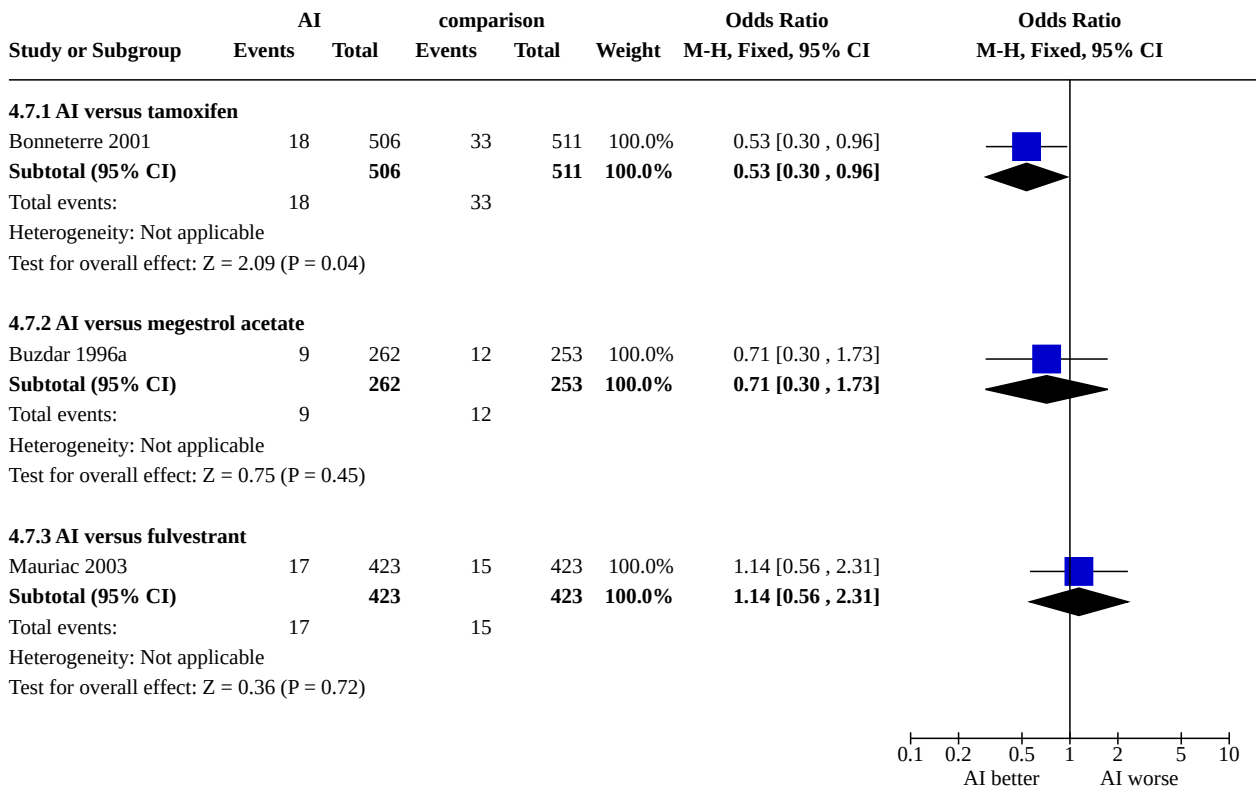 AI comparison Odds Ratio Odds Ratio
Study or Subgroup Events Total Events Total Weight M-H, Fixed, 95% CI M-H, Fixed, 95% CI
4.7.1 AI versus tamoxifen
Bonneterre 2001 18 506 33 511 100.0% 0.53 [0.30 , 0.96]
Subtotal (95% CI) 506 511 100.0% 0.53 [0.30 , 0.96]
Total events: 18 33
Heterogeneity: Not applicable
Test for overall effect: Z = 2.09 (P = 0.04)
4.7.2 AI versus megestrol acetate
Buzdar 1996a 9 262 12 253 100.0% 0.71 [0.30 , 1.73]
Subtotal (95% CI) 262 253 100.0% 0.71 [0.30 , 1.73]
Total events: 9 12
Heterogeneity: Not applicable
Test for overall effect: Z = 0.75 (P = 0.45)
4.7.3 AI versus fulvestrant
Mauriac 2003 17 423 15 423 100.0% 1.14 [0.56 , 2.31]
Subtotal (95% CI) 423 423 100.0% 1.14 [0.56 , 2.31]
Total events: 17 15
Heterogeneity: Not applicable
Test for overall effect: Z = 0.36 (P = 0.72)
0.1 0.2 0.5 1 2 5 10
AI better AI worse